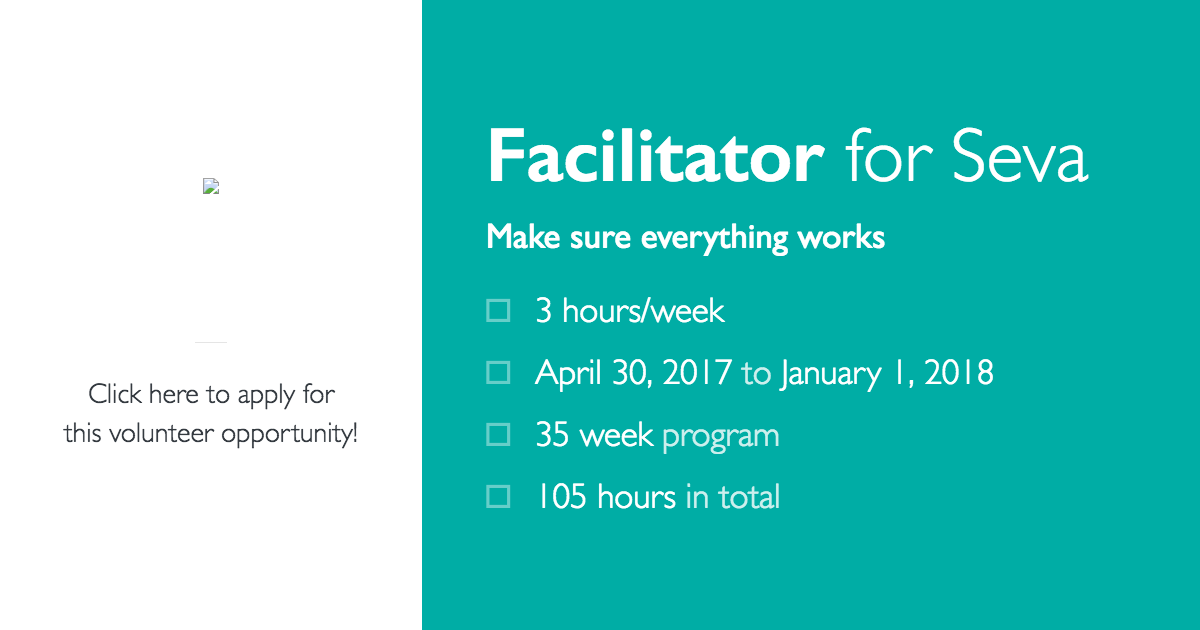 Click here to apply for
this volunteer opportunity!
Facilitator for Seva
Make sure everything works
3 hours/week
April 30, 2017 to January 1, 2018
35 week program
105 hours in total